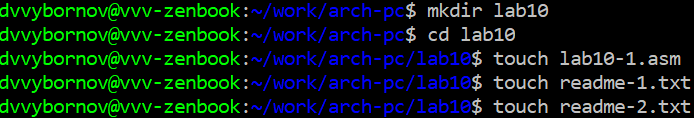 dvvybornov@vvv-zenbook:~/work/arch-pc$ mkdir lab10
dvvybornov@vvv-zenbook:~/work/arch-pc$ cd lab10
dvvybornov@vvv-zenbook:~/work/arch-pc/lab10$ touch lab10-1.asm
dvvybornov@vvv-zenbook:~/work/arch-pc/lab10$ touch readme-1.txt
dvvybornov@vvv-zenbook:~/work/arch-pc/lab10$ touch readme-2.txt